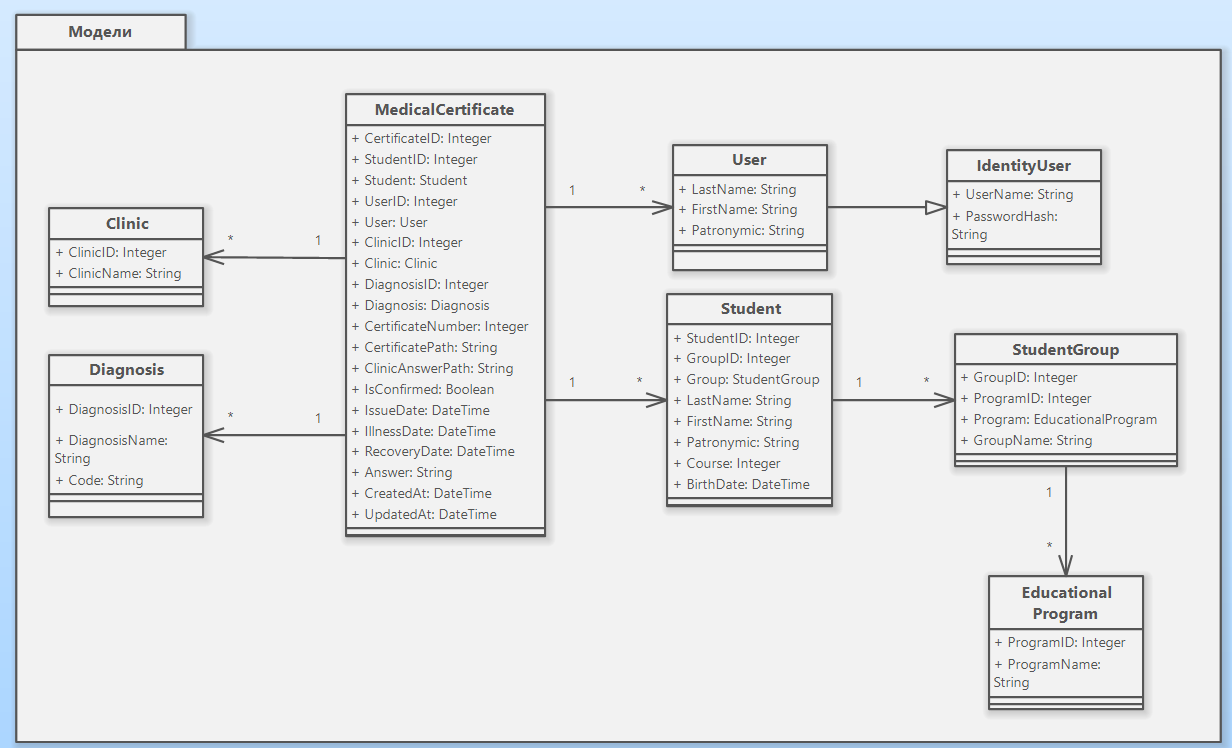 Модели
MedicalCertificate
+ CertificateID: Integer
+ StudentID: Integer
+ Student: Student
+ UserID: Integer
+ User: User
+ ClinicID: Integer
+ Clinic: Clinic
+ DiagnosisID: Integer
+ Diagnosis: Diagnosis
+ CertificateNumber: Integer
+ CertificatePath: String
+ ClinicAnswerPath: String
+ IsConfirmed: Boolean
+ IssueDate: DateTime
+ IllnessDate: DateTime
+ RecoveryDate: DateTime
+ Answer: String
+ CreatedAt: DateTime
+ UpdatedAt: DateTime
Clinic
+ ClinicID: Integer
+ ClinicName: String
* 1
Diagnosis
+ DiagnosisID: Integer
+ DiagnosisName:
String
+ Code: String
* 1
1 *
User
+ LastName: String
+ FirstName: String
+ Patronymic: String
IdentityUser
+ UserName: String
+ PasswordHash:
String
1 *
Student
+ StudentID: Integer
+ GroupID: Integer
+ Group: StudentGroup
+ LastName: String
+ FirstName: String
+ Patronymic: String
+ Course: Integer
+ BirthDate: DateTime
1 *
StudentGroup
+ GroupID: Integer
+ ProgramID: Integer
+ Program: EducationalProgram
+ GroupName: String
1
*
Educational
Program
+ ProgramID: Integer
+ ProgramName:
String